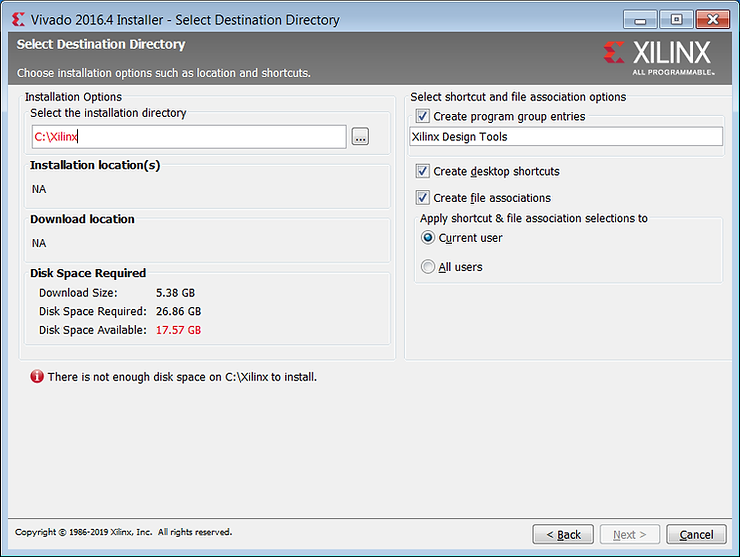 Vivado 2016.4 Installer - Select Destination Directory
Select Destination Directory
Choose installation options such as location and shortcuts.
XILINX
ALL PROGRAMMABLE™
Installation Options
Select the installation directory
C:\Xilinx
...
Installation location(s)
NA
Download location
NA
Disk Space Required
Download Size: 5.38 GB
Disk Space Required: 26.86 GB
Disk Space Available: 17.57 GB
Select shortcut and file association options
Create program group entries
Xilinx Design Tools
Create desktop shortcuts
Create file associations
Apply shortcut & file association selections to
Current user
All users
There is not enough disk space on C:\Xilinx to install.
Copyright © 1986-2019 Xilinx, Inc. All rights reserved.
< Back
Next >
Cancel